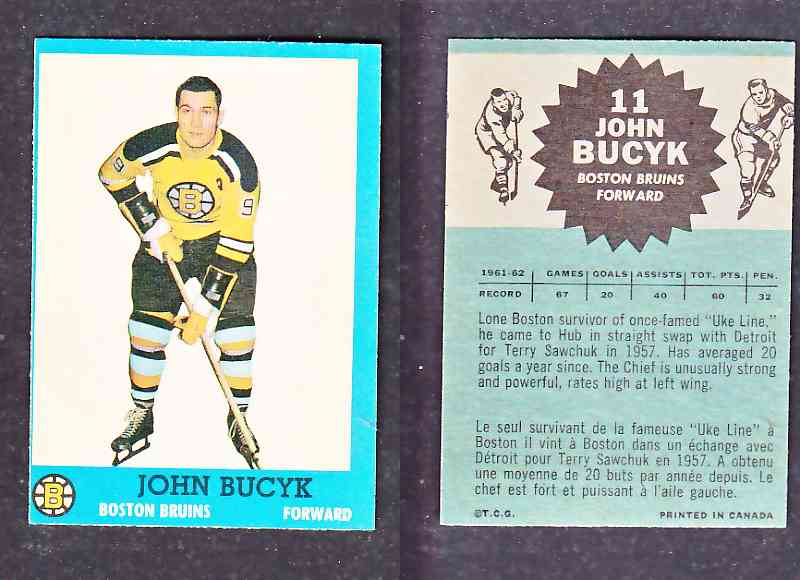 9
B
9
B
JOHN BUCYK
BOSTON BRUINS FORWARD
11
JOHN
BUCYK
BOSTON BRUINS
FORWARD
1961-62 GAMES GOALS ASSISTS TOT. PTS. PEN.
RECORD 67 20 40 60 32
Lone Boston survivor of once-famed "Uke Line,"
he came to Hub in straight swap with Detroit
for Terry Sawchuk in 1957. Has averaged 20
goals a year since. The Chief is unusually strong
and powerful, rates high at left wing.
Le seul survivant de la fameuse "Uke Line" à
Boston il vint à Boston dans un échange avec
Détroit pour Terry Sawchuk en 1957. A obtenu
une moyenne de 20 buts par année depuis. Le
chef est fort et puissant à l'aile gauche.
©T.C.G. PRINTED IN CANADA